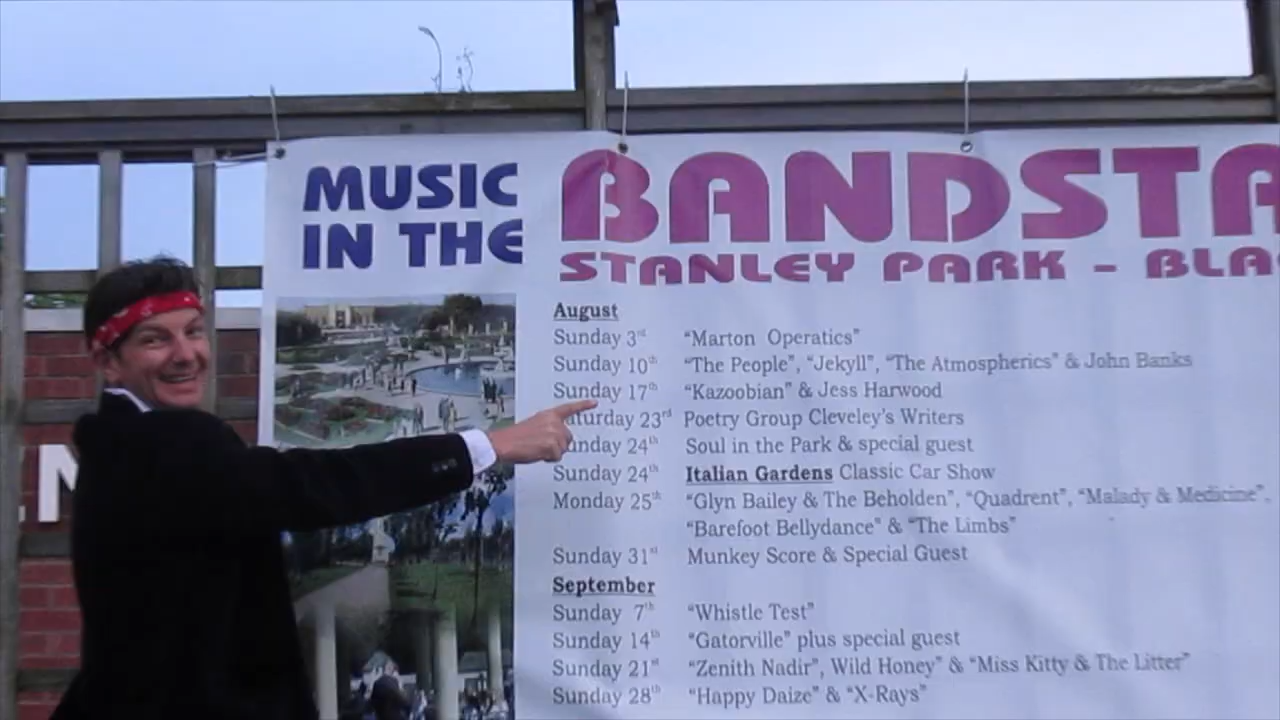 MUSIC
IN THE
BANDSTA
STANLEY PARK - BLA
August
Sunday 3rd "Marton Operatics"
Sunday 10th "The People", "Jekyll", "The Atmospherics" & John Banks
Sunday 17th "Kazoobian" & Jess Harwood
aturday 23rd Poetry Group Cleveley's Writers
unday 24th Soul in the Park & special guest
Sunday 24th Italian Gardens Classic Car Show
Monday 25th "Glyn Bailey & The Beholden", "Quadrent", "Malady & Medicine",
"Barefoot Bellydance" & "The Limbs"
Sunday 31st Munkey Score & Special Guest
September
Sunday 7th "Whistle Test"
Sunday 14th "Gatorville" plus special guest
Sunday 21st "Zenith Nadir", Wild Honey" & "Miss Kitty & The Litter"
Sunday 28th "Happy Daize" & "X-Rays"